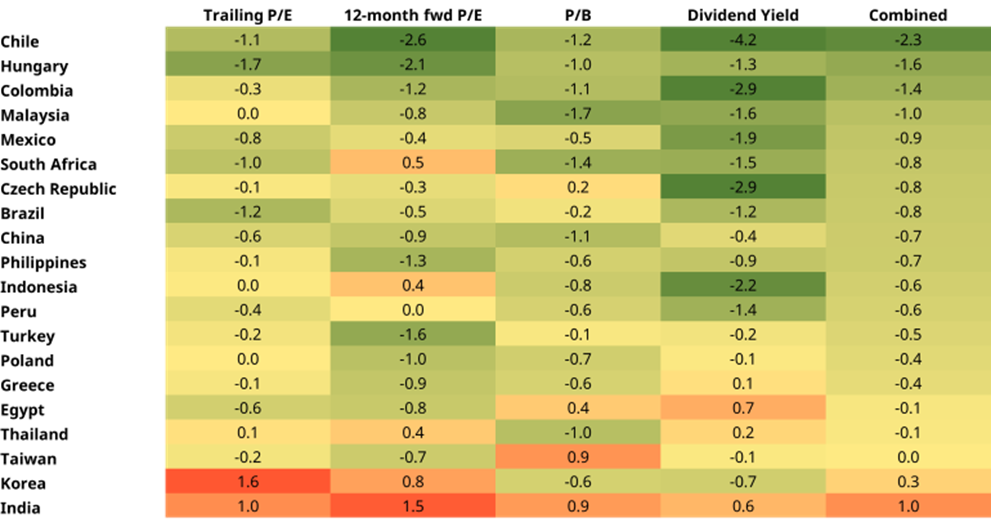 Trailing P/E 12-month fwd P/E P/B Dividend Yield Combined
Chile -1.1 -2.6 -1.2 -4.2 -2.3
Hungary -1.7 -2.1 -1.0 -1.3 -1.6
Colombia -0.3 -1.2 -1.1 -2.9 -1.4
Malaysia 0.0 -0.8 -1.7 -1.6 -1.0
Mexico -0.8 -0.4 -0.5 -1.9 -0.9
South Africa -1.0 0.5 -1.4 -1.5 -0.8
Czech Republic -0.1 -0.3 0.2 -2.9 -0.8
Brazil -1.2 -0.5 -0.2 -1.2 -0.8
China -0.6 -0.9 -1.1 -0.4 -0.7
Philippines -0.1 -1.3 -0.6 -0.9 -0.7
Indonesia 0.0 0.4 -0.8 -2.2 -0.6
Peru -0.4 0.0 -0.6 -1.4 -0.6
Turkey -0.2 -1.6 -0.1 -0.2 -0.5
Poland 0.0 -1.0 -0.7 -0.1 -0.4
Greece -0.1 -0.9 -0.6 0.1 -0.4
Egypt -0.6 -0.8 0.4 0.7 -0.1
Thailand 0.1 0.4 -1.0 0.2 -0.1
Taiwan -0.2 -0.7 0.9 -0.1 0.0
Korea 1.6 0.8 -0.6 -0.7 0.3
India 1.0 1.5 0.9 0.6 1.0